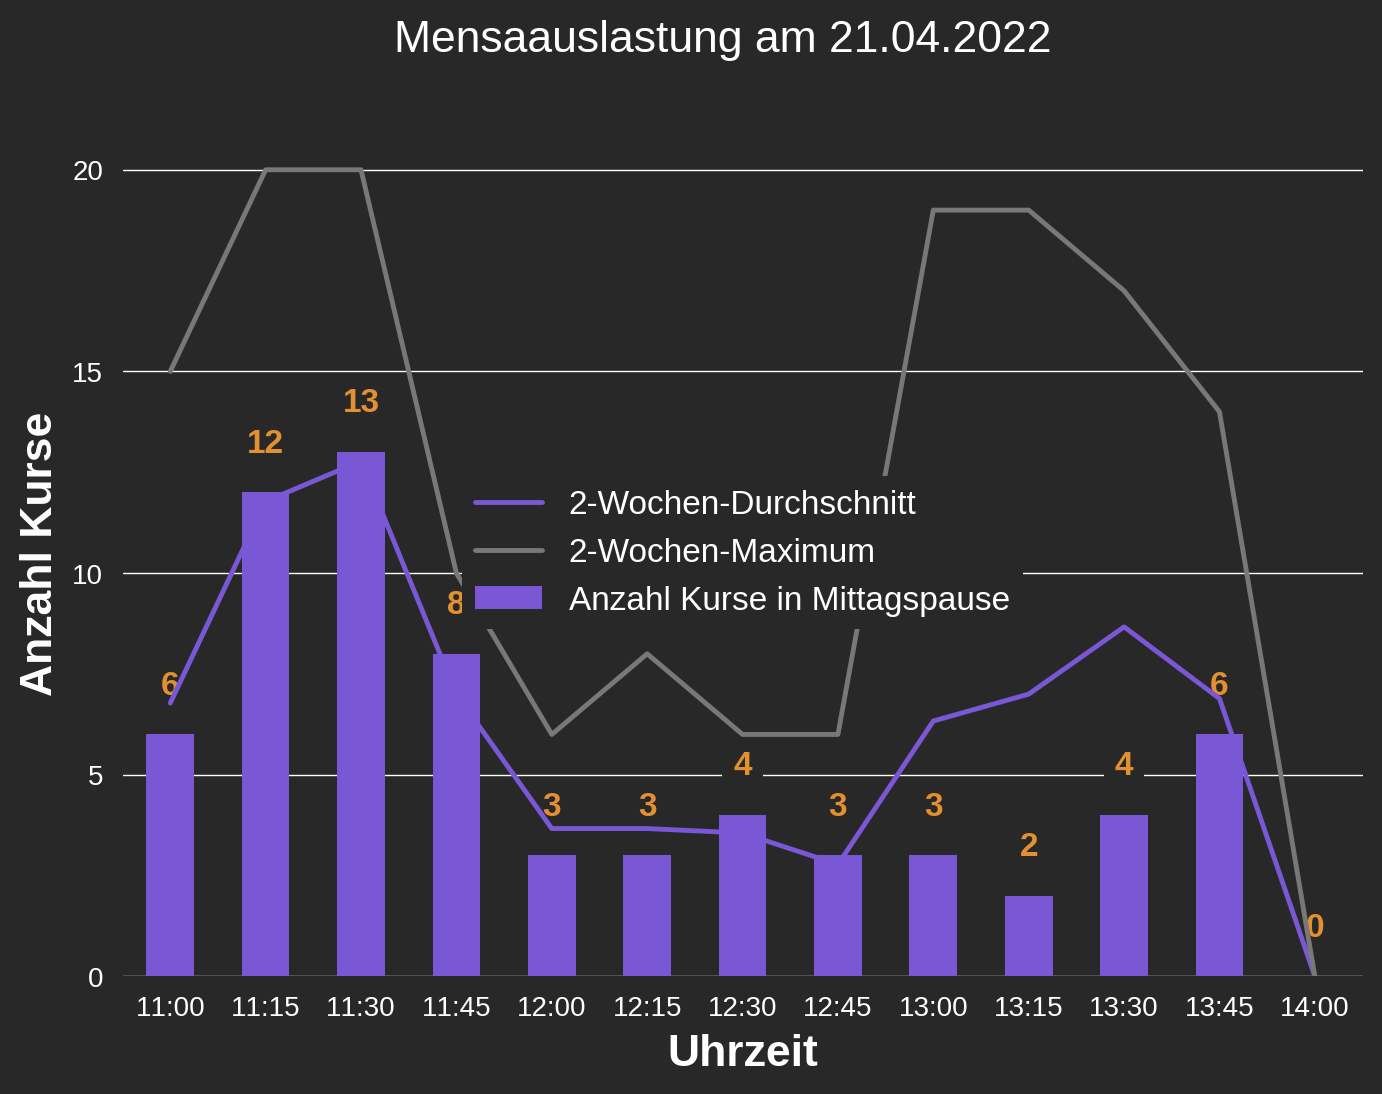 Mensaauslastung am 21.04.2022
Anzahl Kurse
20
15
10
5
0
13
12
8
6
6
4
4
3
3
3
3
2
0
2-Wochen-Durchschnitt
2-Wochen-Maximum
Anzahl Kurse in Mittagspause
11:00 11:15 11:30 11:45 12:00 12:15 12:30 12:45 13:00 13:15 13:30 13:45 14:00
Uhrzeit